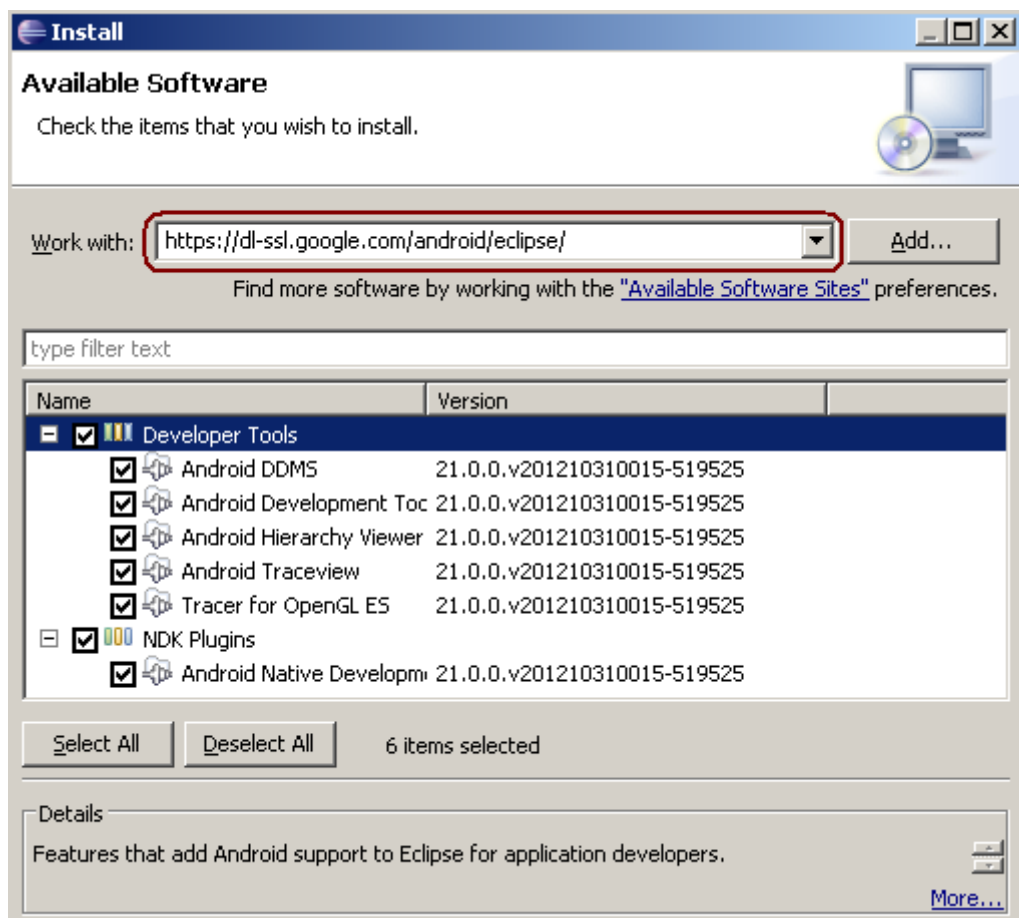 Install
Available Software
Check the items that you wish to install.
Work with: https://dl-ssl.google.com/android/eclipse/ Add...
Find more software by working with the "Available Software Sites" preferences.
type filter text
Name Version
Developer Tools
Android DDMS 21.0.0.v201210310015-519525
Android Development Toc 21.0.0.v201210310015-519525
Android Hierarchy Viewer 21.0.0.v201210310015-519525
Android Traceview 21.0.0.v201210310015-519525
Tracer for OpenGL ES 21.0.0.v201210310015-519525
NDK Plugins
Android Native Developm 21.0.0.v201210310015-519525
Select All Deselect All 6 items selected
Details
Features that add Android support to Eclipse for application developers.
More...